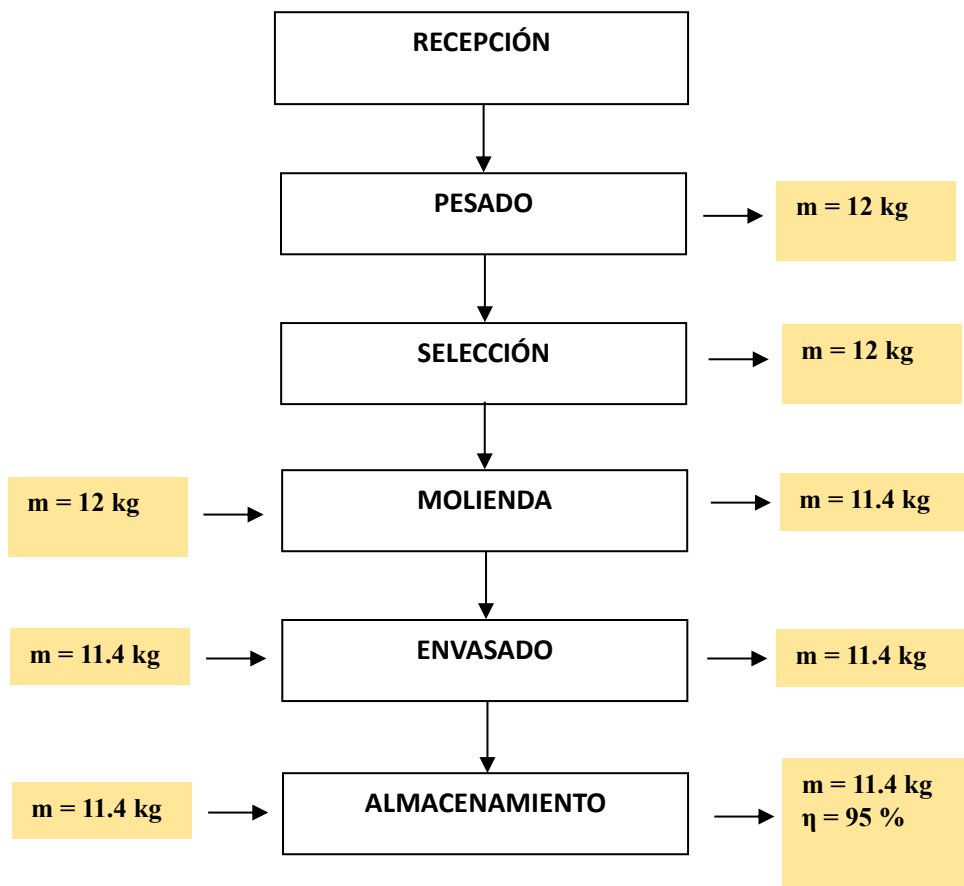 RECEPCIÓN
PESADO
m = 12 kg
SELECCIÓN
m = 12 kg
m = 12 kg
MOLIENDA
m = 11.4 kg
m = 11.4 kg
ENVASADO
m = 11.4 kg
m = 11.4 kg
ALMACENAMIENTO
m = 11.4 kg
η = 95 %